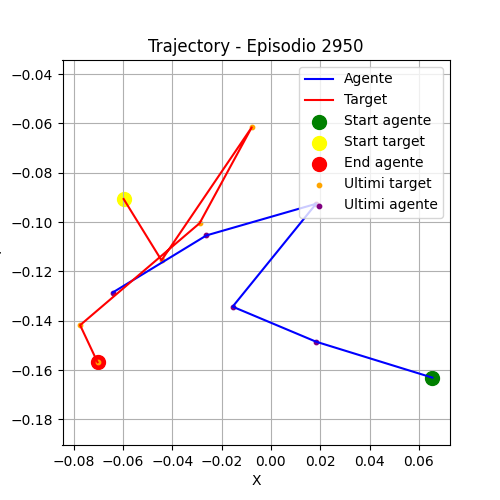 Trajectory - Episodio 2950
Agente
Target
Start agente
Start target
End agente
Ultimi target
Ultimi agente
−0.04
−0.06
−0.08
−0.10
−0.12
−0.14
−0.16
−0.18
−0.08 −0.06 −0.04 −0.02 0.00 0.02 0.04 0.06
X